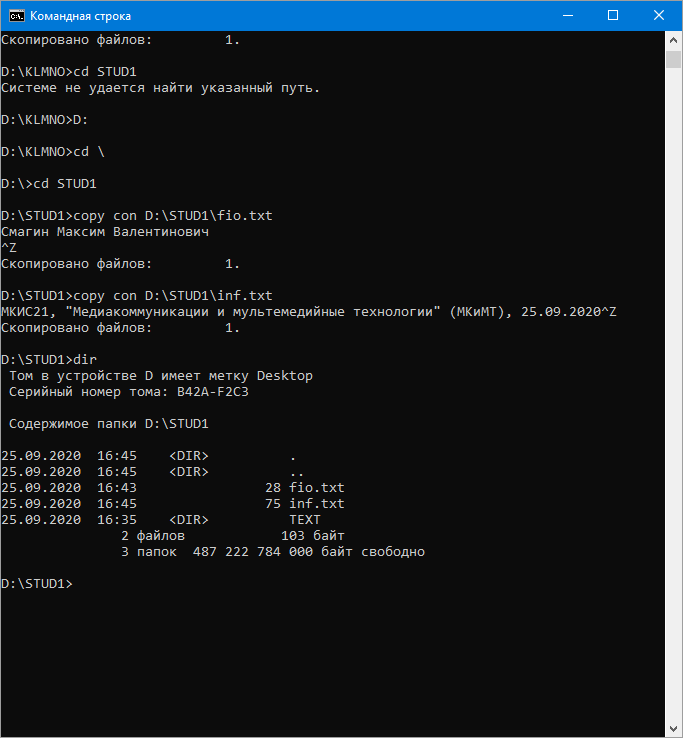 Командная строка
Скопировано файлов:         1.
D:\KLMNO>cd STUD1
Системе не удается найти указанный путь.
D:\KLMNO>D:
D:\KLMNO>cd \
D:\>cd STUD1
D:\STUD1>copy con D:\STUD1\fio.txt
Смагин Максим Валентинович
^Z
Скопировано файлов:         1.
D:\STUD1>copy con D:\STUD1\inf.txt
МКИС21, "Медиакоммуникации и мультемедийные технологии" (МКиМТ), 25.09.2020^Z
Скопировано файлов:         1.
D:\STUD1>dir
 Том в устройстве D имеет метку Desktop
 Серийный номер тома: B42A-F2C3
 Содержимое папки D:\STUD1
25.09.2020  16:45    <DIR>          .
25.09.2020  16:45    <DIR>          ..
25.09.2020  16:43                28 fio.txt
25.09.2020  16:45                75 inf.txt
25.09.2020  16:35    <DIR>          TEXT
               2 файлов            103 байт
               3 папок  487 222 784 000 байт свободно
D:\STUD1>